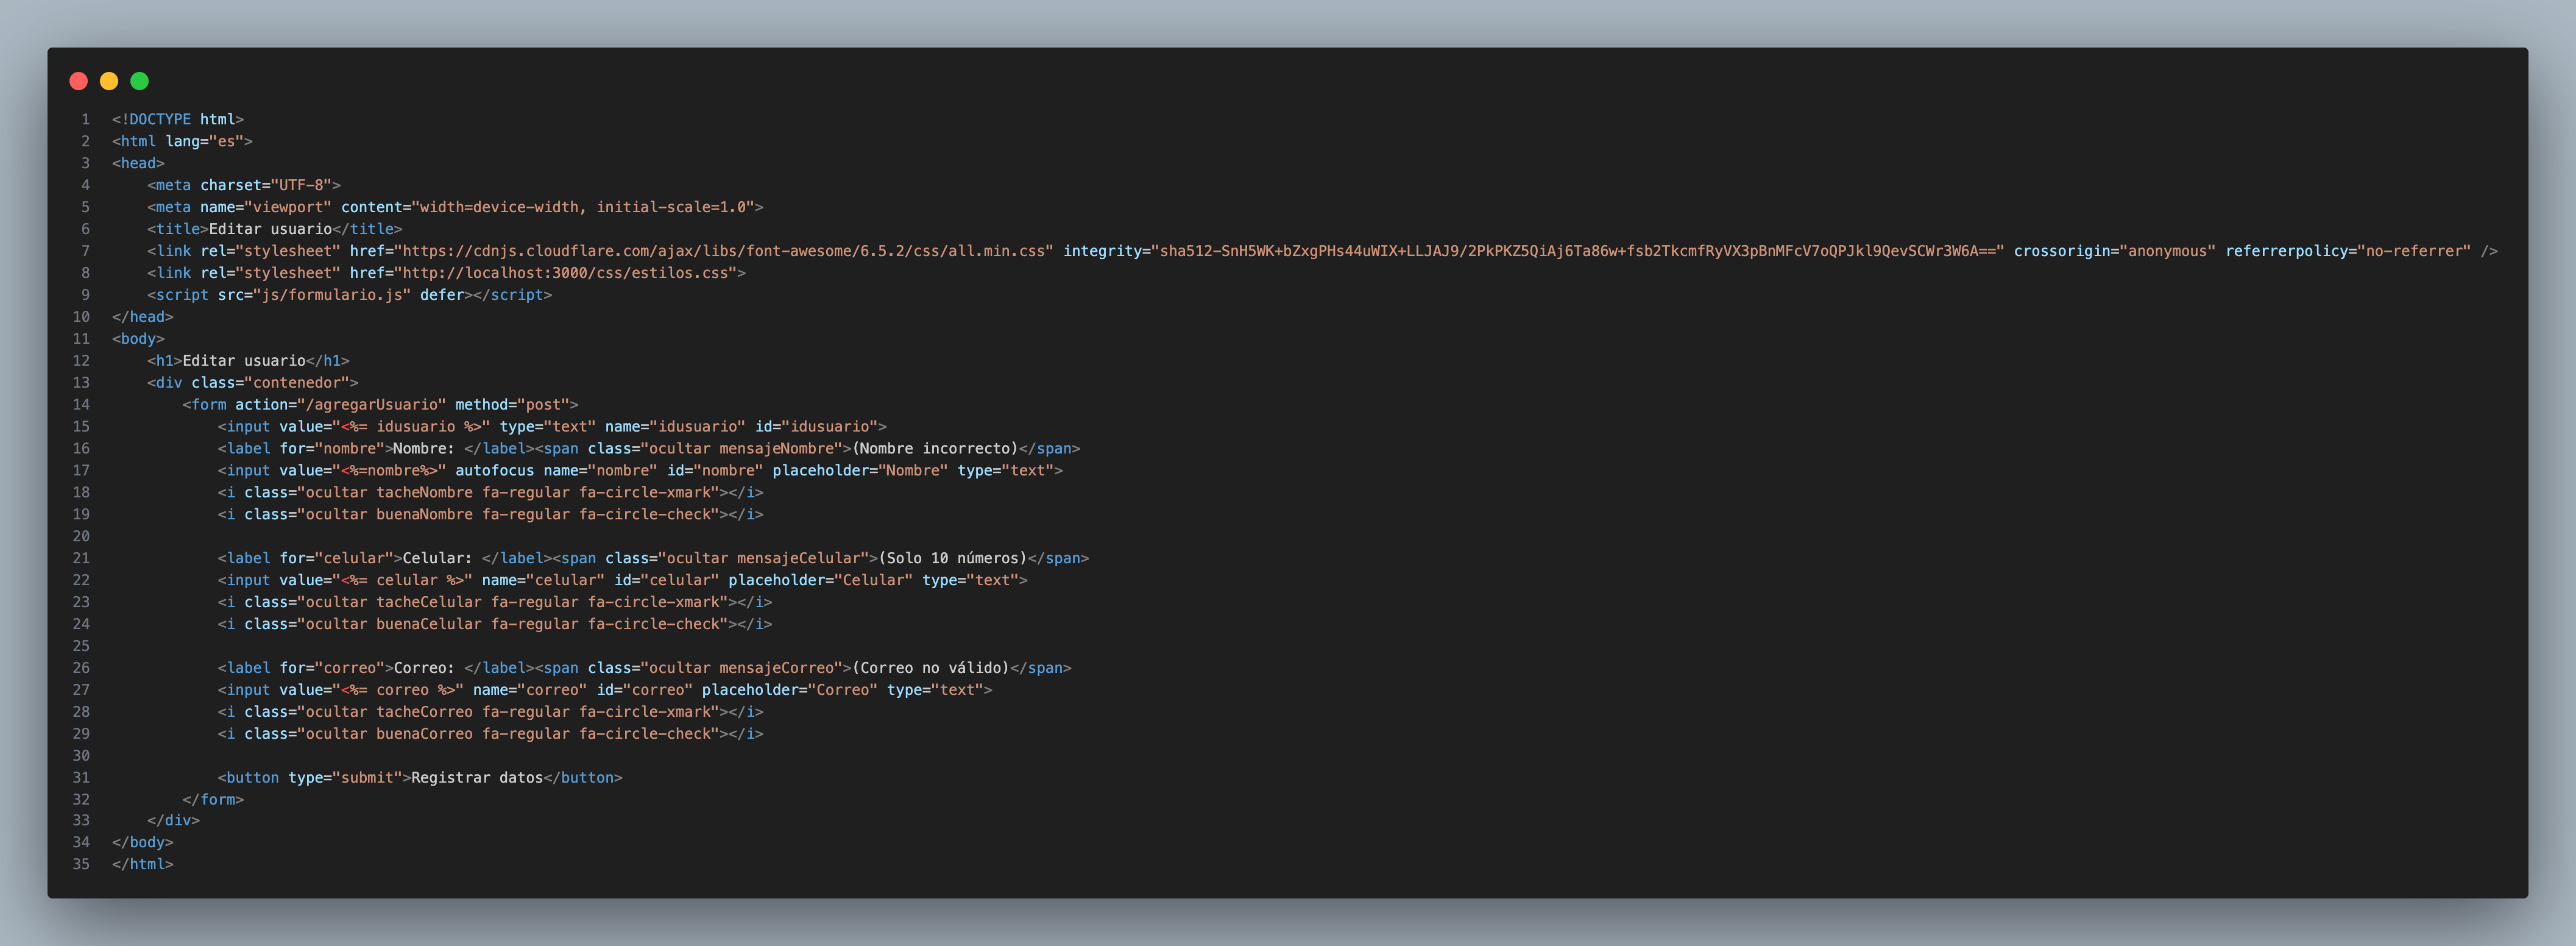 1 <!DOCTYPE html>
2 <html lang="es">
3 <head>
4     <meta charset="UTF-8">
5     <meta name="viewport" content="width=device-width, initial-scale=1.0">
6     <title>Editar usuario</title>
7     <link rel="stylesheet" href="https://cdnjs.cloudflare.com/ajax/libs/font-awesome/6.5.2/css/all.min.css" integrity="sha512-SnH5WK+bZxgPHs44uWIX+LLJAJ9/2PkPKZ5QiAj6Ta86w+fsb2TkcmfRyVX3pBnMFcV7oQPJkl9QevSCWr3W6A==" crossorigin="anonymous" referrerpolicy="no-referrer" />
8     <link rel="stylesheet" href="http://localhost:3000/css/estilos.css">
9     <script src="js/formulario.js" defer></script>
10 </head>
11 <body>
12     <h1>Editar usuario</h1>
13     <div class="contenedor">
14         <form action="/agregarUsuario" method="post">
15             <input value="<%= idusuario %>" type="text" name="idusuario" id="idusuario">
16             <label for="nombre">Nombre: </label><span class="ocultar mensajeNombre">(Nombre incorrecto)</span>
17             <input value="<%=nombre%>" autofocus name="nombre" id="nombre" placeholder="Nombre" type="text">
18             <i class="ocultar tacheNombre fa-regular fa-circle-xmark"></i>
19             <i class="ocultar buenaNombre fa-regular fa-circle-check"></i>
20
21             <label for="celular">Celular: </label><span class="ocultar mensajeCelular">(Solo 10 números)</span>
22             <input value="<%= celular %>" name="celular" id="celular" placeholder="Celular" type="text">
23             <i class="ocultar tacheCelular fa-regular fa-circle-xmark"></i>
24             <i class="ocultar buenaCelular fa-regular fa-circle-check"></i>
25
26             <label for="correo">Correo: </label><span class="ocultar mensajeCorreo">(Correo no válido)</span>
27             <input value="<%= correo %>" name="correo" id="correo" placeholder="Correo" type="text">
28             <i class="ocultar tacheCorreo fa-regular fa-circle-xmark"></i>
29             <i class="ocultar buenaCorreo fa-regular fa-circle-check"></i>
30
31             <button type="submit">Registrar datos</button>
32         </form>
33     </div>
34 </body>
35 </html>